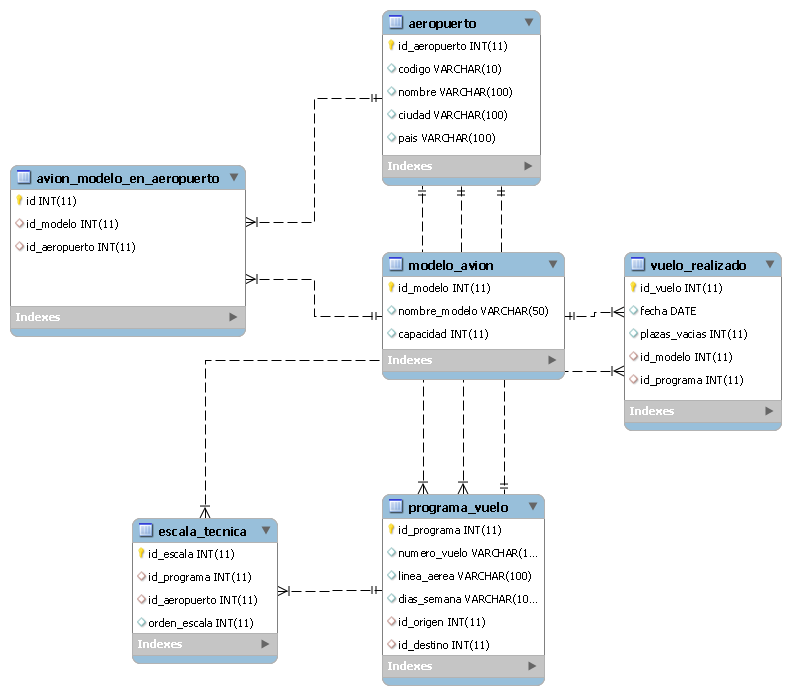 aeropuerto
id_aeropuerto INT(11)
codigo VARCHAR(10)
nombre VARCHAR(100)
ciudad VARCHAR(100)
pais VARCHAR(100)
Indexes
avion_modelo_en_aeropuerto
id INT(11)
id_modelo INT(11)
id_aeropuerto INT(11)
Indexes
modelo_avion
id_modelo INT(11)
nombre_modelo VARCHAR(50)
capacidad INT(11)
Indexes
vuelo_realizado
id_vuelo INT(11)
fecha DATE
plazas_vacias INT(11)
id_modelo INT(11)
id_programa INT(11)
Indexes
escala_tecnica
id_escala INT(11)
id_programa INT(11)
id_aeropuerto INT(11)
orden_escala INT(11)
Indexes
programa_vuelo
id_programa INT(11)
numero_vuelo VARCHAR(1...
linea_aerea VARCHAR(100)
dias_semana VARCHAR(10...
id_origen INT(11)
id_destino INT(11)
Indexes